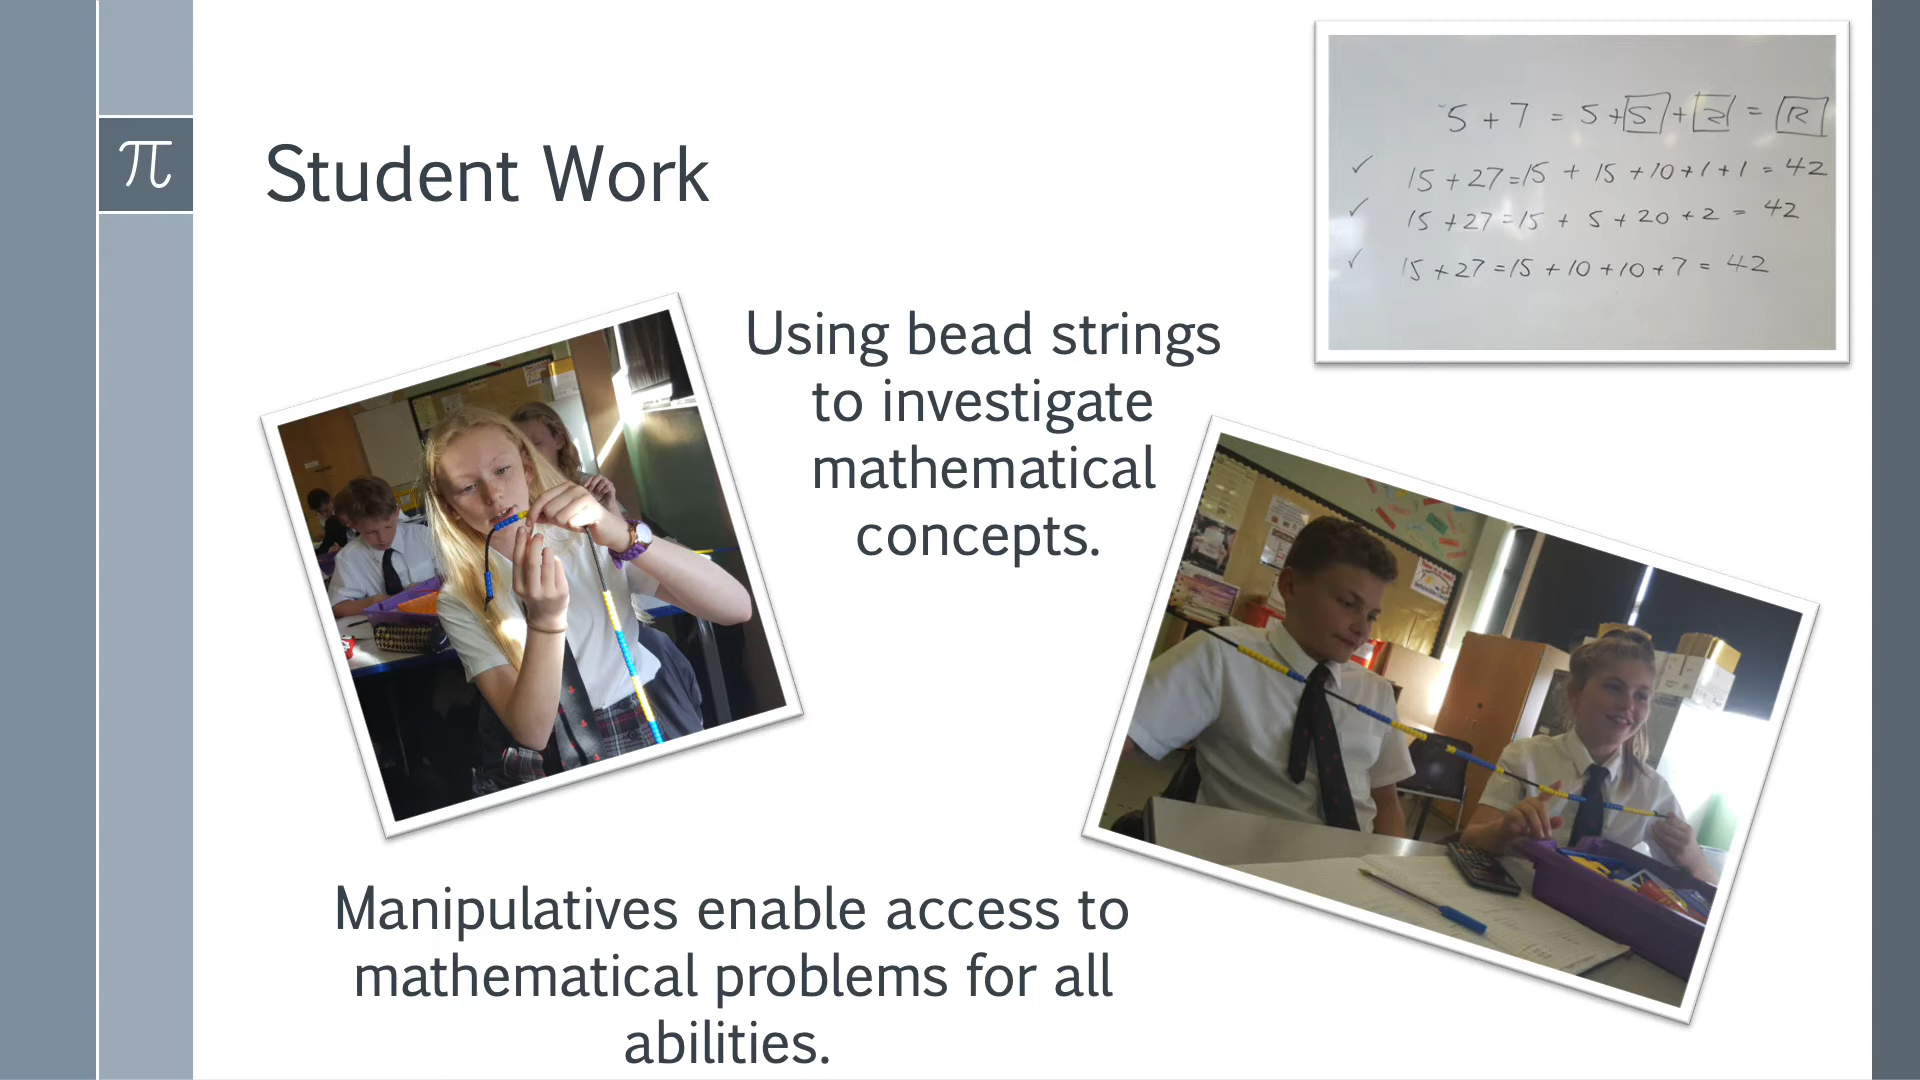 π
Student Work
5 + 7 = 5 + 5 + 2 = 12
✓ 15 + 27 = 15 + 15 + 10 + 1 + 1 = 42
✓ 15 + 27 = 15 + 5 + 20 + 2 = 42
✓ 15 + 27 = 15 + 10 + 10 + 7 = 42
Using bead strings
to investigate
mathematical
concepts.
Manipulatives enable access to
mathematical problems for all
abilities.